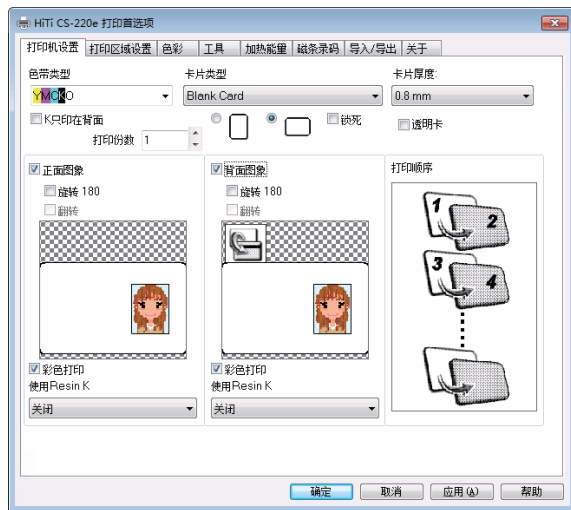 HiTi CS-220e 打印首选项
打印机设置 打印区域设置 色彩 工具 加热能量 磁条录码 导入/导出 关于
色带类型 卡片类型 卡片厚度:
YMCKO Blank Card 0.8 mm
K只印在背面 锁死 透明卡
打印份数 1
正面图象 背面图象 打印顺序
旋转 180 旋转 180
翻转 翻转
1 2
3 4
彩色打印 彩色打印
使用Resin K 使用Resin K
关闭 关闭
确定 取消 应用(A) 帮助